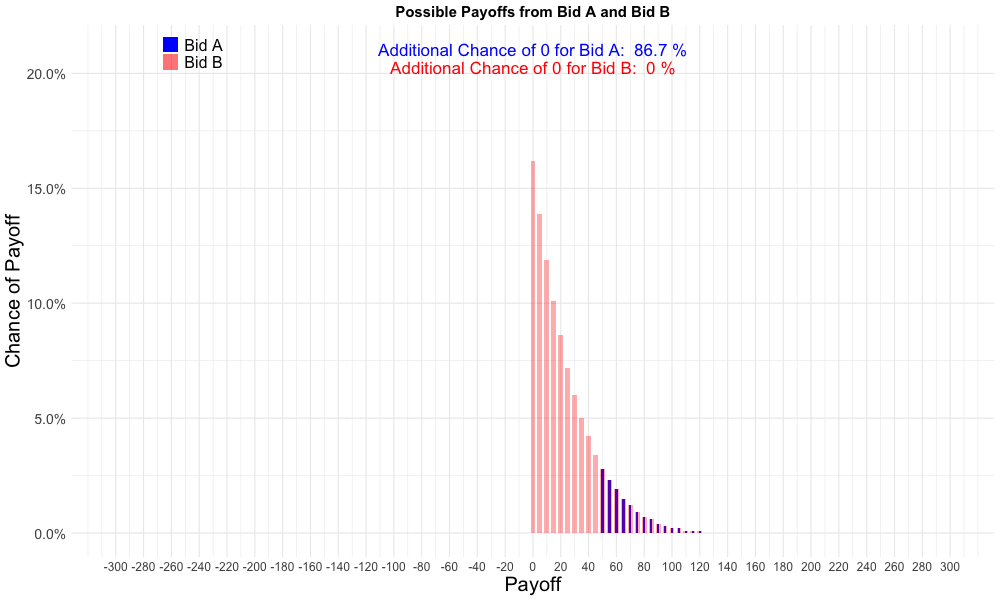 Possible Payoffs from Bid A and Bid B
Bid A
Bid B
Additional Chance of 0 for Bid A:  86.7 %
Additional Chance of 0 for Bid B:  0 %
Chance of Payoff
20.0%
15.0%
10.0%
5.0%
0.0%
-300 -280 -260 -240 -220 -200 -180 -160 -140 -120 -100 -80 -60 -40 -20 0 20 40 60 80 100 120 140 160 180 200 220 240 260 280 300
Payoff